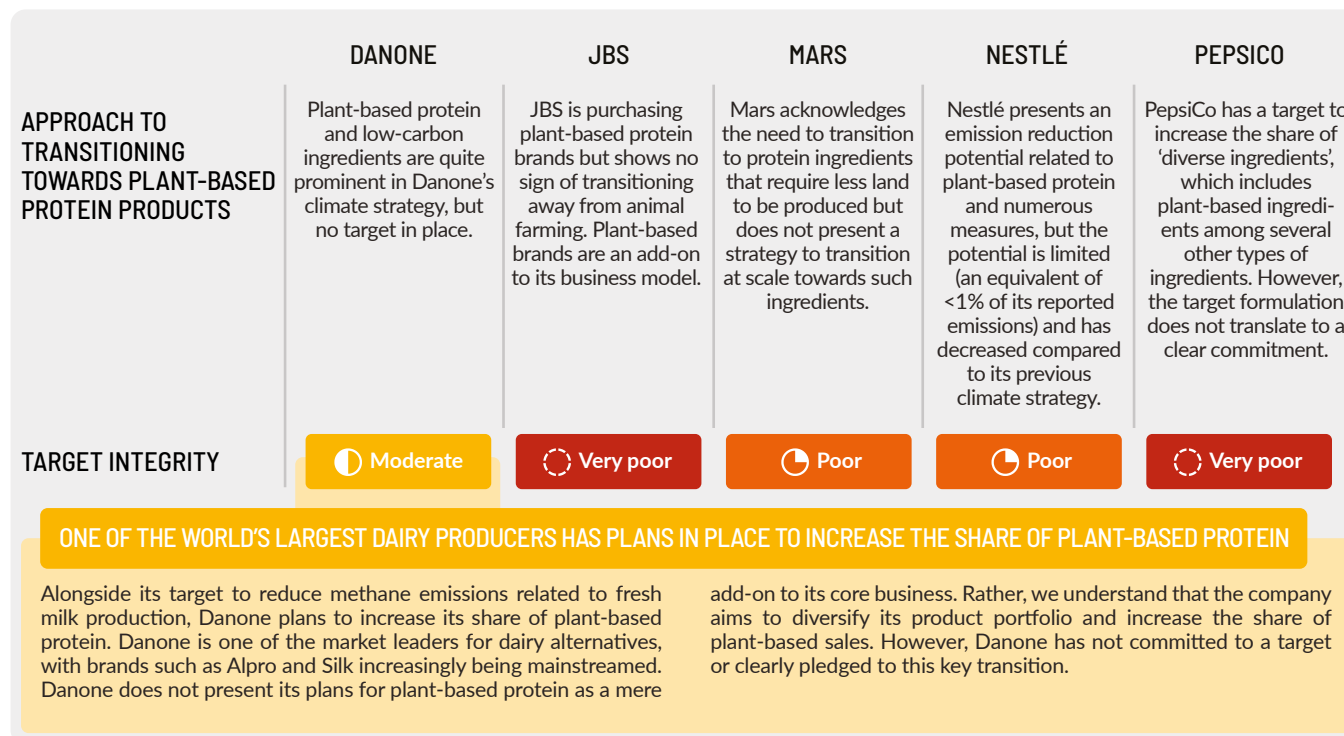 DANONE
JBS
MARS
NESTLÉ
PEPSICO
APPROACH TO
TRANSITIONING
TOWARDS PLANT-BASED
PROTEIN PRODUCTS
Plant-based protein
and low-carbon
ingredients are quite
prominent in Danone's
climate strategy, but
no target in place.
JBS is purchasing
plant-based protein
brands but shows no
sign of transitioning
away from animal
farming. Plant-based
brands are an add-on
to its business model.
Mars acknowledges
the need to transition
to protein ingredients
that require less land
to be produced but
does not present a
strategy to transition
at scale towards such
ingredients.
Nestlé presents an
emission reduction
potential related to
plant-based protein
and numerous
measures, but the
potential is limited
(an equivalent of
<1% of its reported
emissions) and has
decreased compared
to its previous
climate strategy.
PepsiCo has a target to
increase the share of
‘diverse ingredients’,
which includes
plant-based ingredi-
ents among several
other types of
ingredients. However,
the target formulation
does not translate to a
clear commitment.
TARGET INTEGRITY
Moderate
Very poor
Poor
Poor
Very poor
ONE OF THE WORLD'S LARGEST DAIRY PRODUCERS HAS PLANS IN PLACE TO INCREASE THE SHARE OF PLANT-BASED PROTEIN
Alongside its target to reduce methane emissions related to fresh
milk production, Danone plans to increase its share of plant-based
protein. Danone is one of the market leaders for dairy alternatives,
with brands such as Alpro and Silk increasingly being mainstreamed.
Danone does not present its plans for plant-based protein as a mere
add-on to its core business. Rather, we understand that the company
aims to diversify its product portfolio and increase the share of
plant-based sales. However, Danone has not committed to a target
or clearly pledged to this key transition.